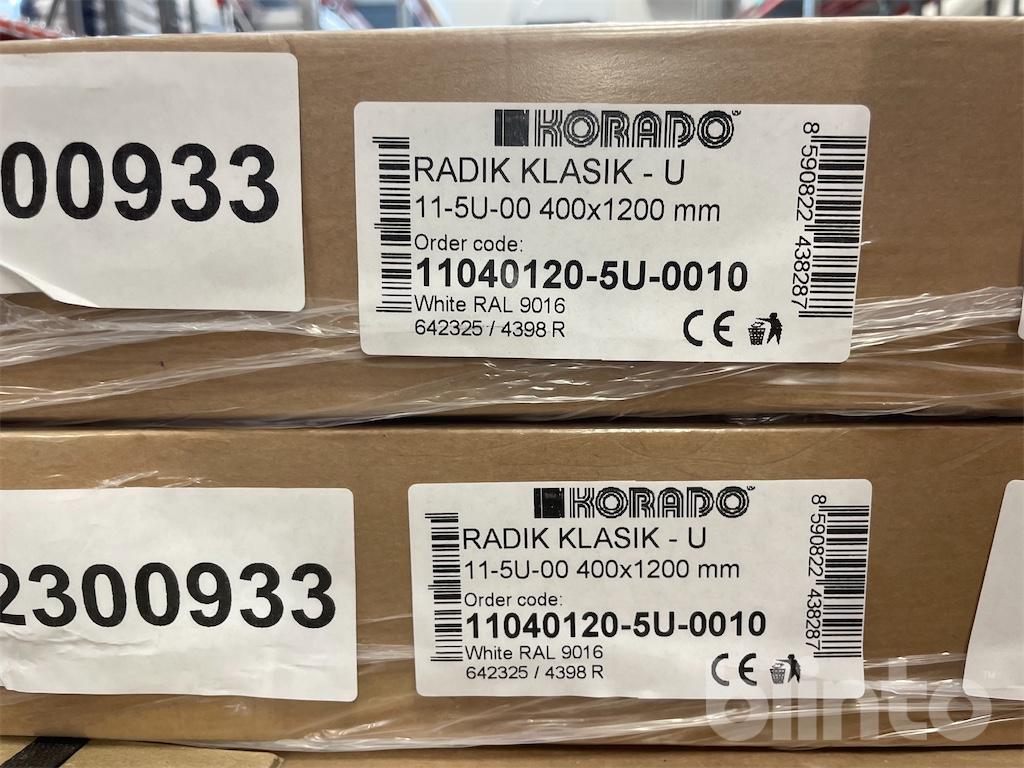 00933
KORADO®
RADIK KLASIK - U
11-5U-00 400x1200 mm
Order code:
11040120-5U-0010
White RAL 9016
642325 / 4398 R
CE
8 590822 438287
2300933
KORADO®
RADIK KLASIK - U
11-5U-00 400x1200 mm
Order code:
11040120-5U-0010
White RAL 9016
642325 / 4398 R
CE
8 590822 438287
blinto™